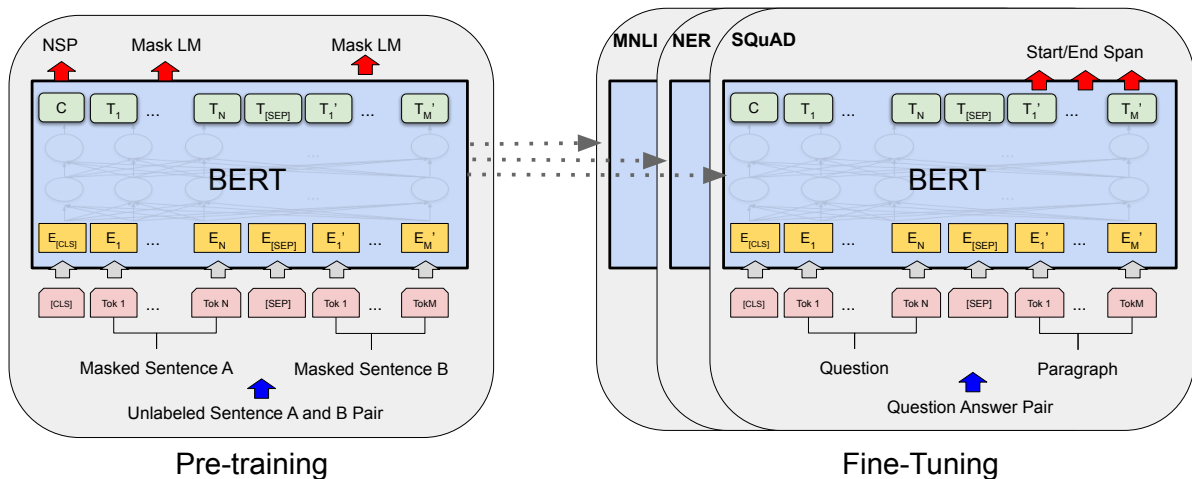 NSP Mask LM Mask LM
C T1 ... TN T[SEP] T1' ... TM'
...
BERT
...
E[CLS] E1 ... EN E[SEP] E1' ... EM'
[CLS] Tok 1 ... Tok N [SEP] Tok 1 ... TokM
Masked Sentence A Masked Sentence B
Unlabeled Sentence A and B Pair
Pre-training
MNLI NER SQuAD
Start/End Span
C T1 ... TN T[SEP] T1' ... TM'
...
BERT
...
E[CLS] E1 ... EN E[SEP] E1' ... EM'
[CLS] Tok 1 ... Tok N [SEP] Tok 1 ... TokM
Question Paragraph
Question Answer Pair
Fine-Tuning